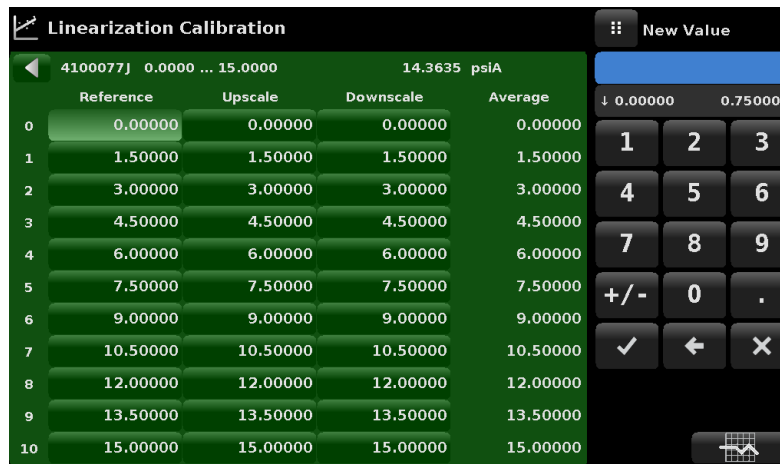 Linearization Calibration
4100077J 0.0000 ... 15.0000 14.3635 psiA
Reference Upscale Downscale Average
0 0.00000 0.00000 0.00000 0.00000
1 1.50000 1.50000 1.50000 1.50000
2 3.00000 3.00000 3.00000 3.00000
3 4.50000 4.50000 4.50000 4.50000
4 6.00000 6.00000 6.00000 6.00000
5 7.50000 7.50000 7.50000 7.50000
6 9.00000 9.00000 9.00000 9.00000
7 10.50000 10.50000 10.50000 10.50000
8 12.00000 12.00000 12.00000 12.00000
9 13.50000 13.50000 13.50000 13.50000
10 15.00000 15.00000 15.00000 15.00000
New Value
↓ 0.00000 0.75000
1 2 3
4 5 6
7 8 9
+/- 0 .